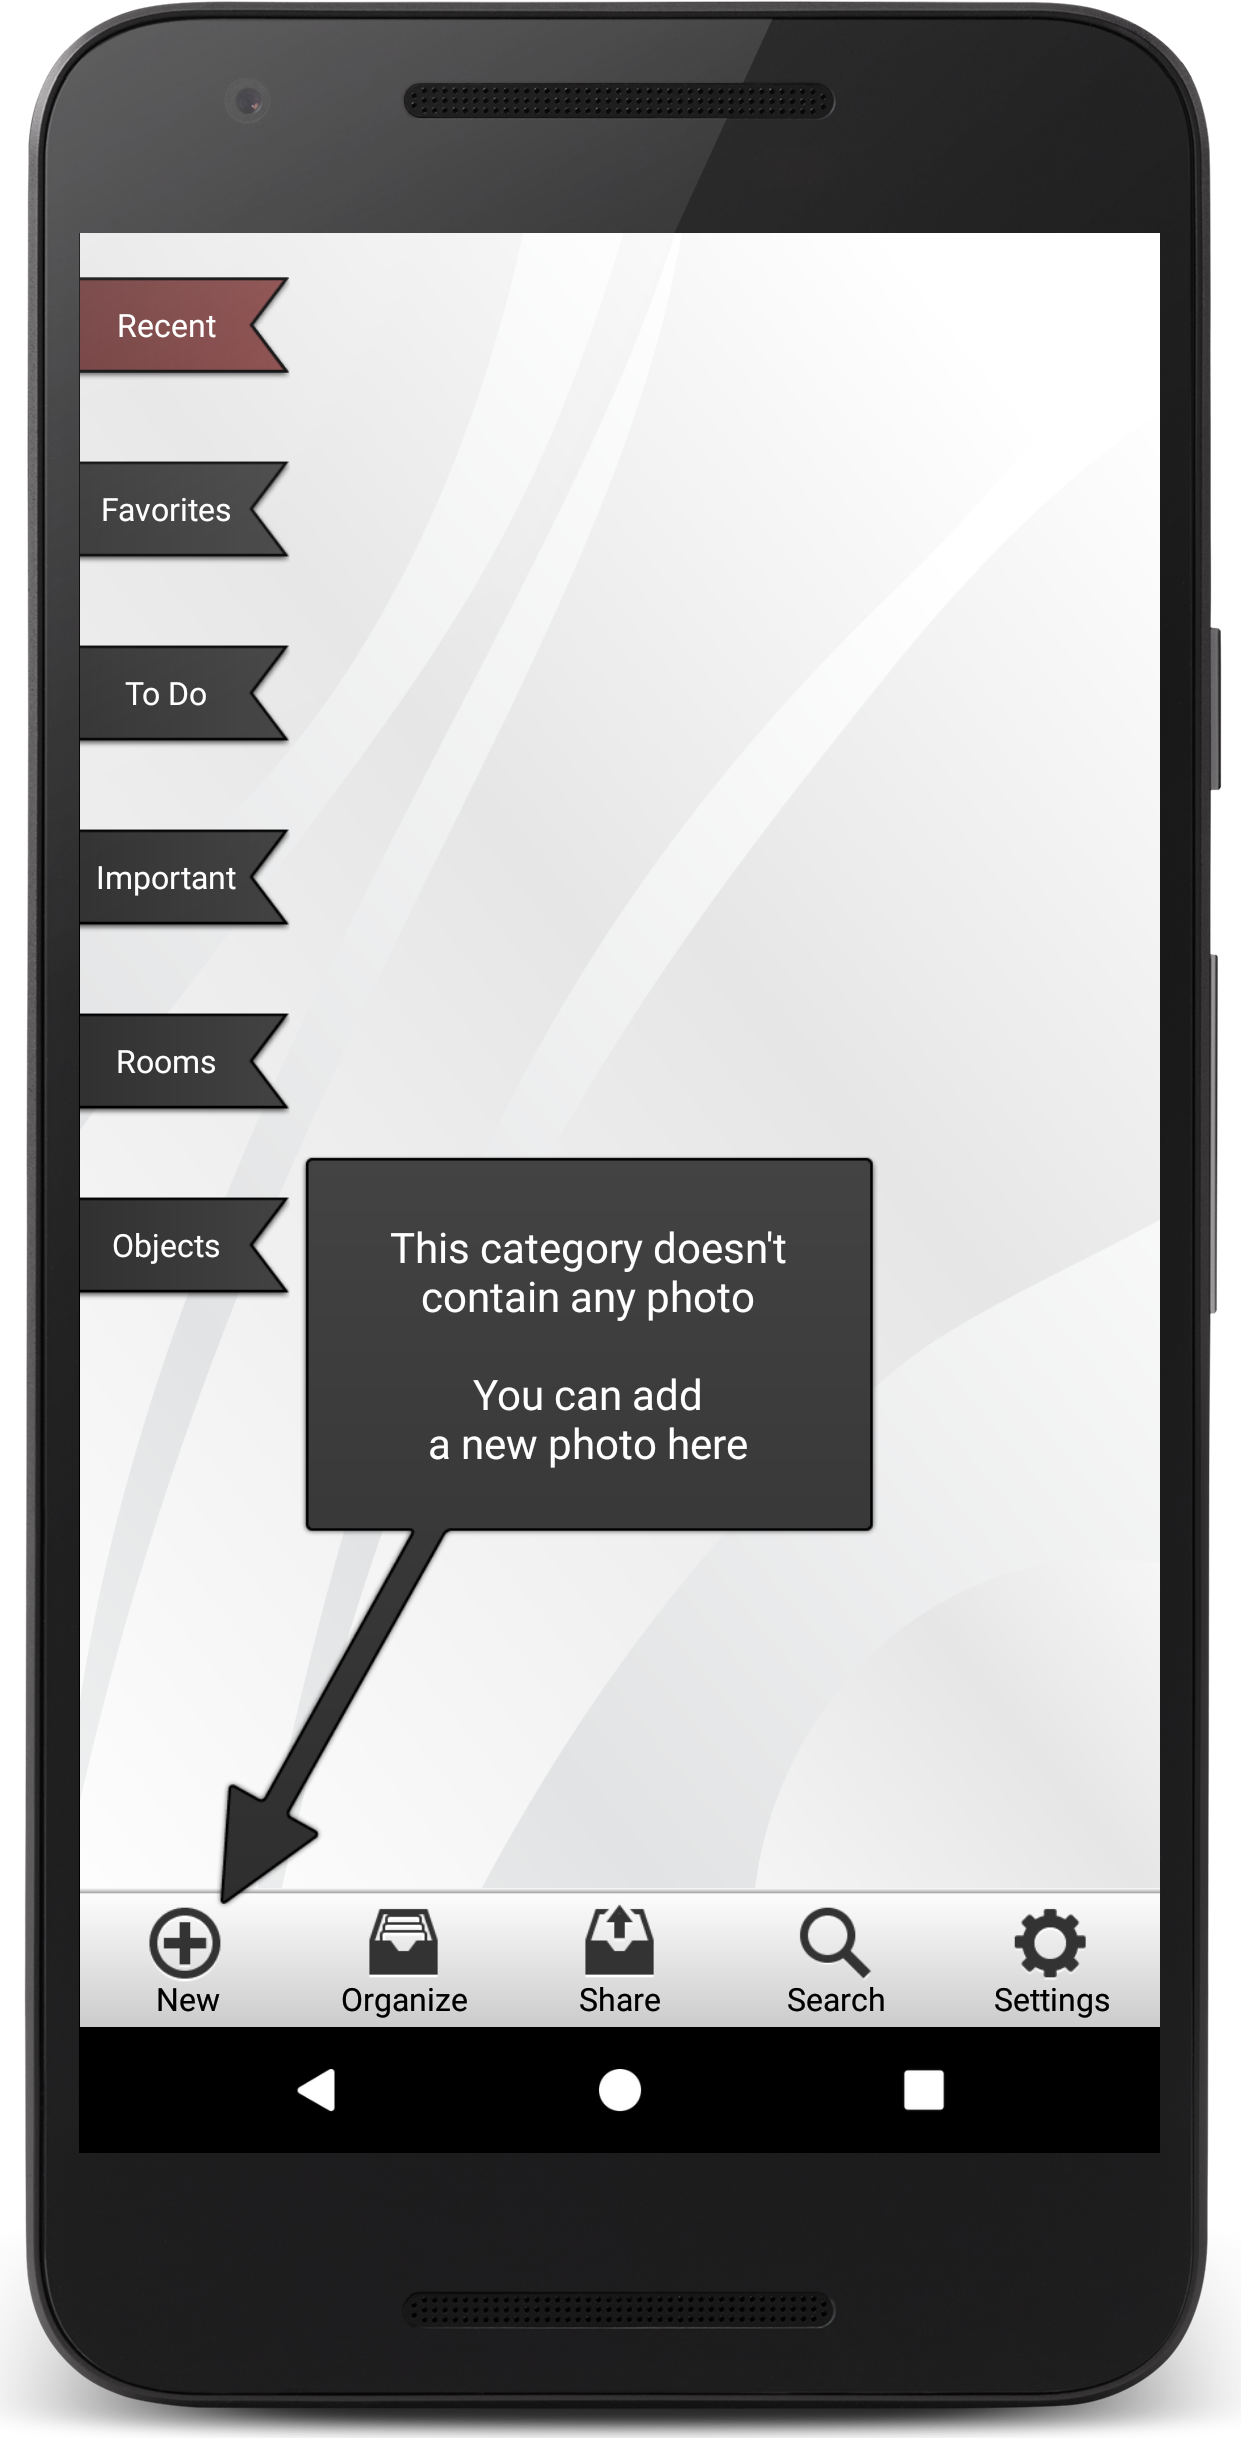 Recent
Favorites
To Do
Important
Rooms
Objects
This category doesn't
contain any photo
You can add
a new photo here
New
Organize
Share
Search
Settings